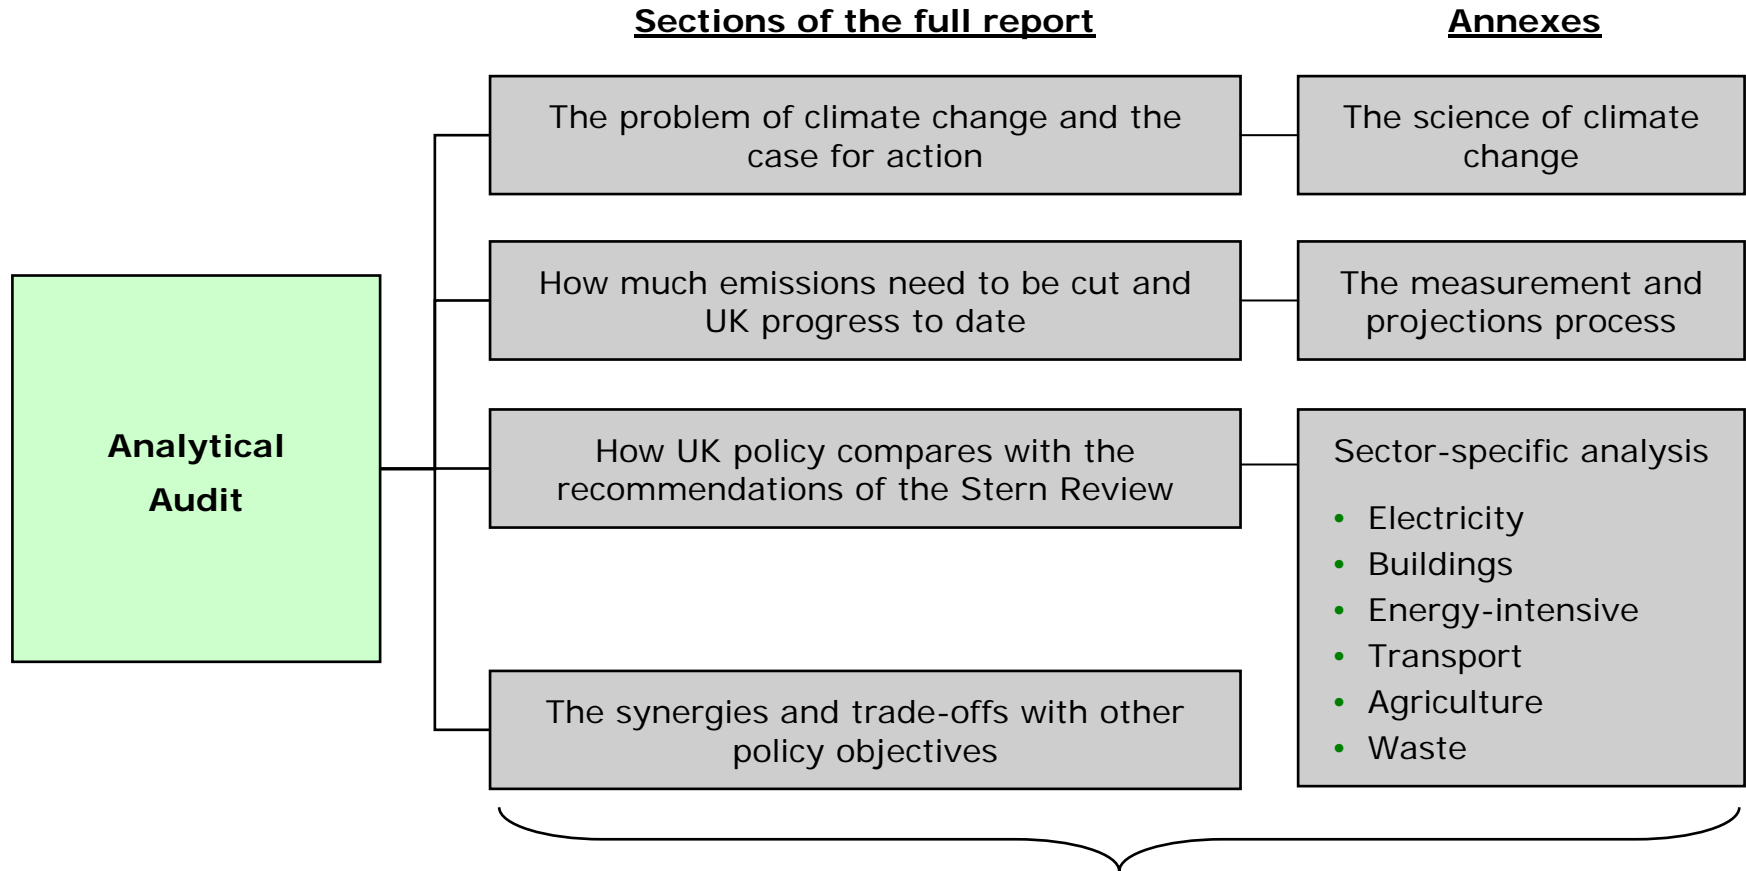 Sections of the full report
Annexes
The problem of climate change and the
case for action
The science of climate
change
How much emissions need to be cut and
UK progress to date
The measurement and
projections process
Analytical
Audit
How UK policy compares with the
recommendations of the Stern Review
Sector-specific analysis
• Electricity
• Buildings
• Energy-intensive
• Transport
• Agriculture
• Waste
The synergies and trade-offs with other
policy objectives